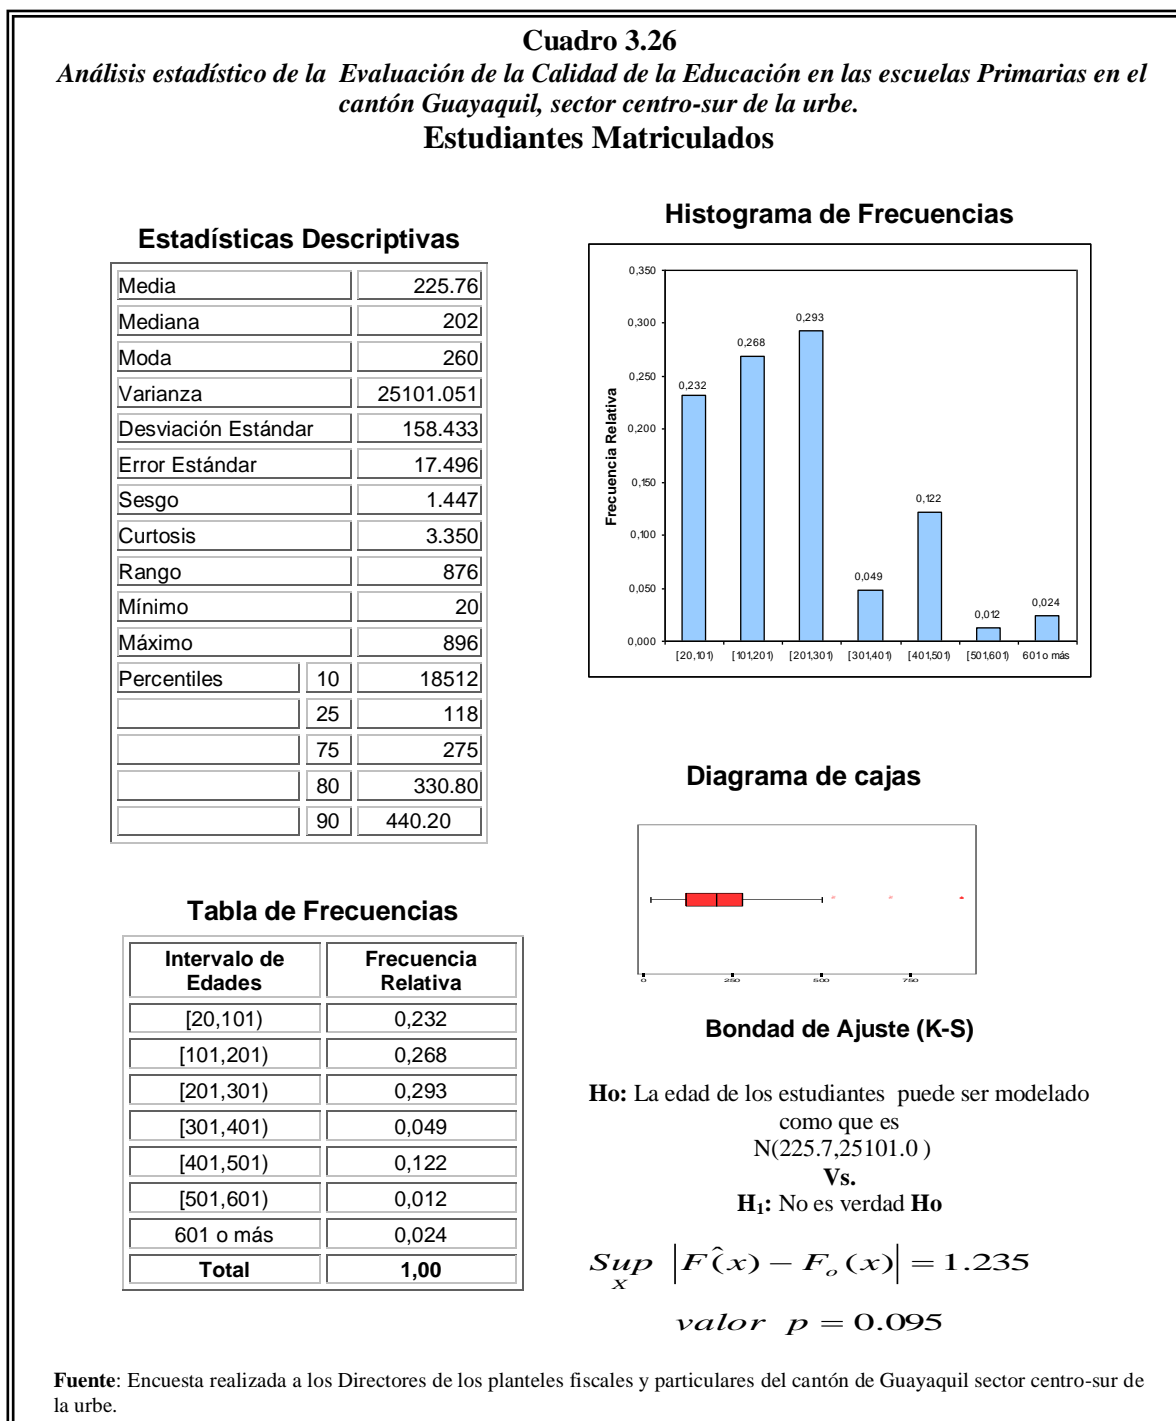 Cuadro 3.26
Análisis estadístico de la Evaluación de la Calidad de la Educación en las escuelas Primarias en el
cantón Guayaquil, sector centro-sur de la urbe.
Estudiantes Matriculados
Estadísticas Descriptivas
Media 225.76
Mediana 202
Moda 260
Varianza 25101.051
Desviación Estándar 158.433
Error Estándar 17.496
Sesgo 1.447
Curtosis 3.350
Rango 876
Mínimo 20
Máximo 896
Percentiles 10 18512
25 118
75 275
80 330.80
90 440.20
Histograma de Frecuencias
Frecuencia Relativa
0,350
0,300
0,250
0,200
0,150
0,100
0,050
0,000
0,232
0,268
0,293
0,049
0,122
0,012
0,024
[20,101) [101,201) [201,301) [301,401) [401,501) [501,601) 601 o más
Diagrama de cajas
0 250 500 750
Tabla de Frecuencias
Intervalo de Edades Frecuencia Relativa
[20,101) 0,232
[101,201) 0,268
[201,301) 0,293
[301,401) 0,049
[401,501) 0,122
[501,601) 0,012
601 o más 0,024
Total 1,00
Bondad de Ajuste (K-S)
Ho: La edad de los estudiantes puede ser modelado
como que es
N(225.7,25101.0 )
Vs.
H₁: No es verdad Ho
Sup |F̂(x) − Fₒ(x)| = 1.235
x
valor p = 0.095
Fuente: Encuesta realizada a los Directores de los planteles fiscales y particulares del cantón de Guayaquil sector centro-sur de
la urbe.